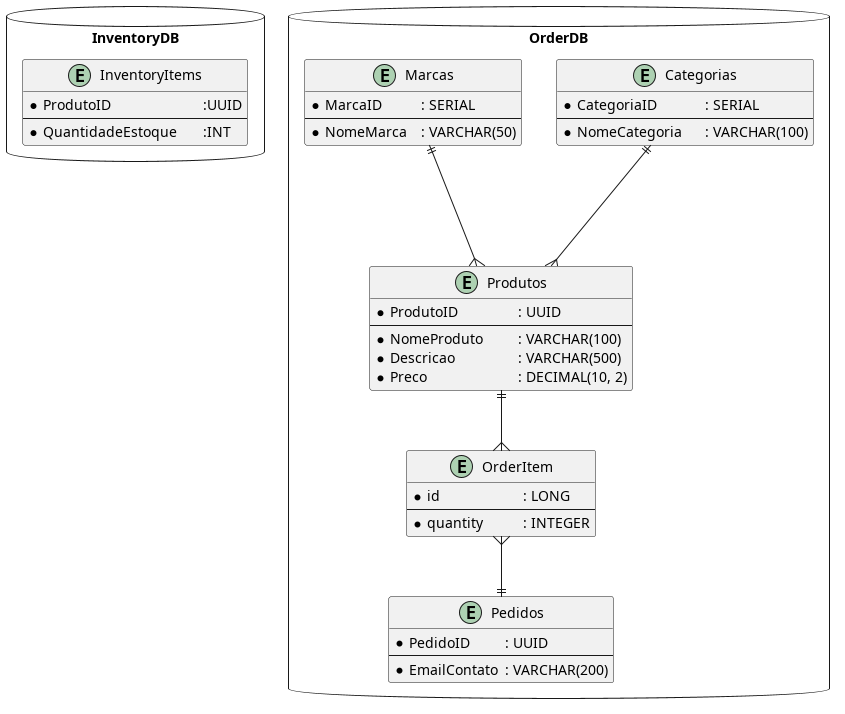 InventoryDB
E InventoryItems
* ProdutoID :UUID
* QuantidadeEstoque :INT
OrderDB
E Marcas
* MarcaID : SERIAL
* NomeMarca : VARCHAR(50)
E Categorias
* CategoriaID : SERIAL
* NomeCategoria : VARCHAR(100)
E Produtos
* ProdutoID : UUID
* NomeProduto : VARCHAR(100)
* Descricao : VARCHAR(500)
* Preco : DECIMAL(10, 2)
E OrderItem
* id : LONG
* quantity : INTEGER
E Pedidos
* PedidoID : UUID
* EmailContato : VARCHAR(200)